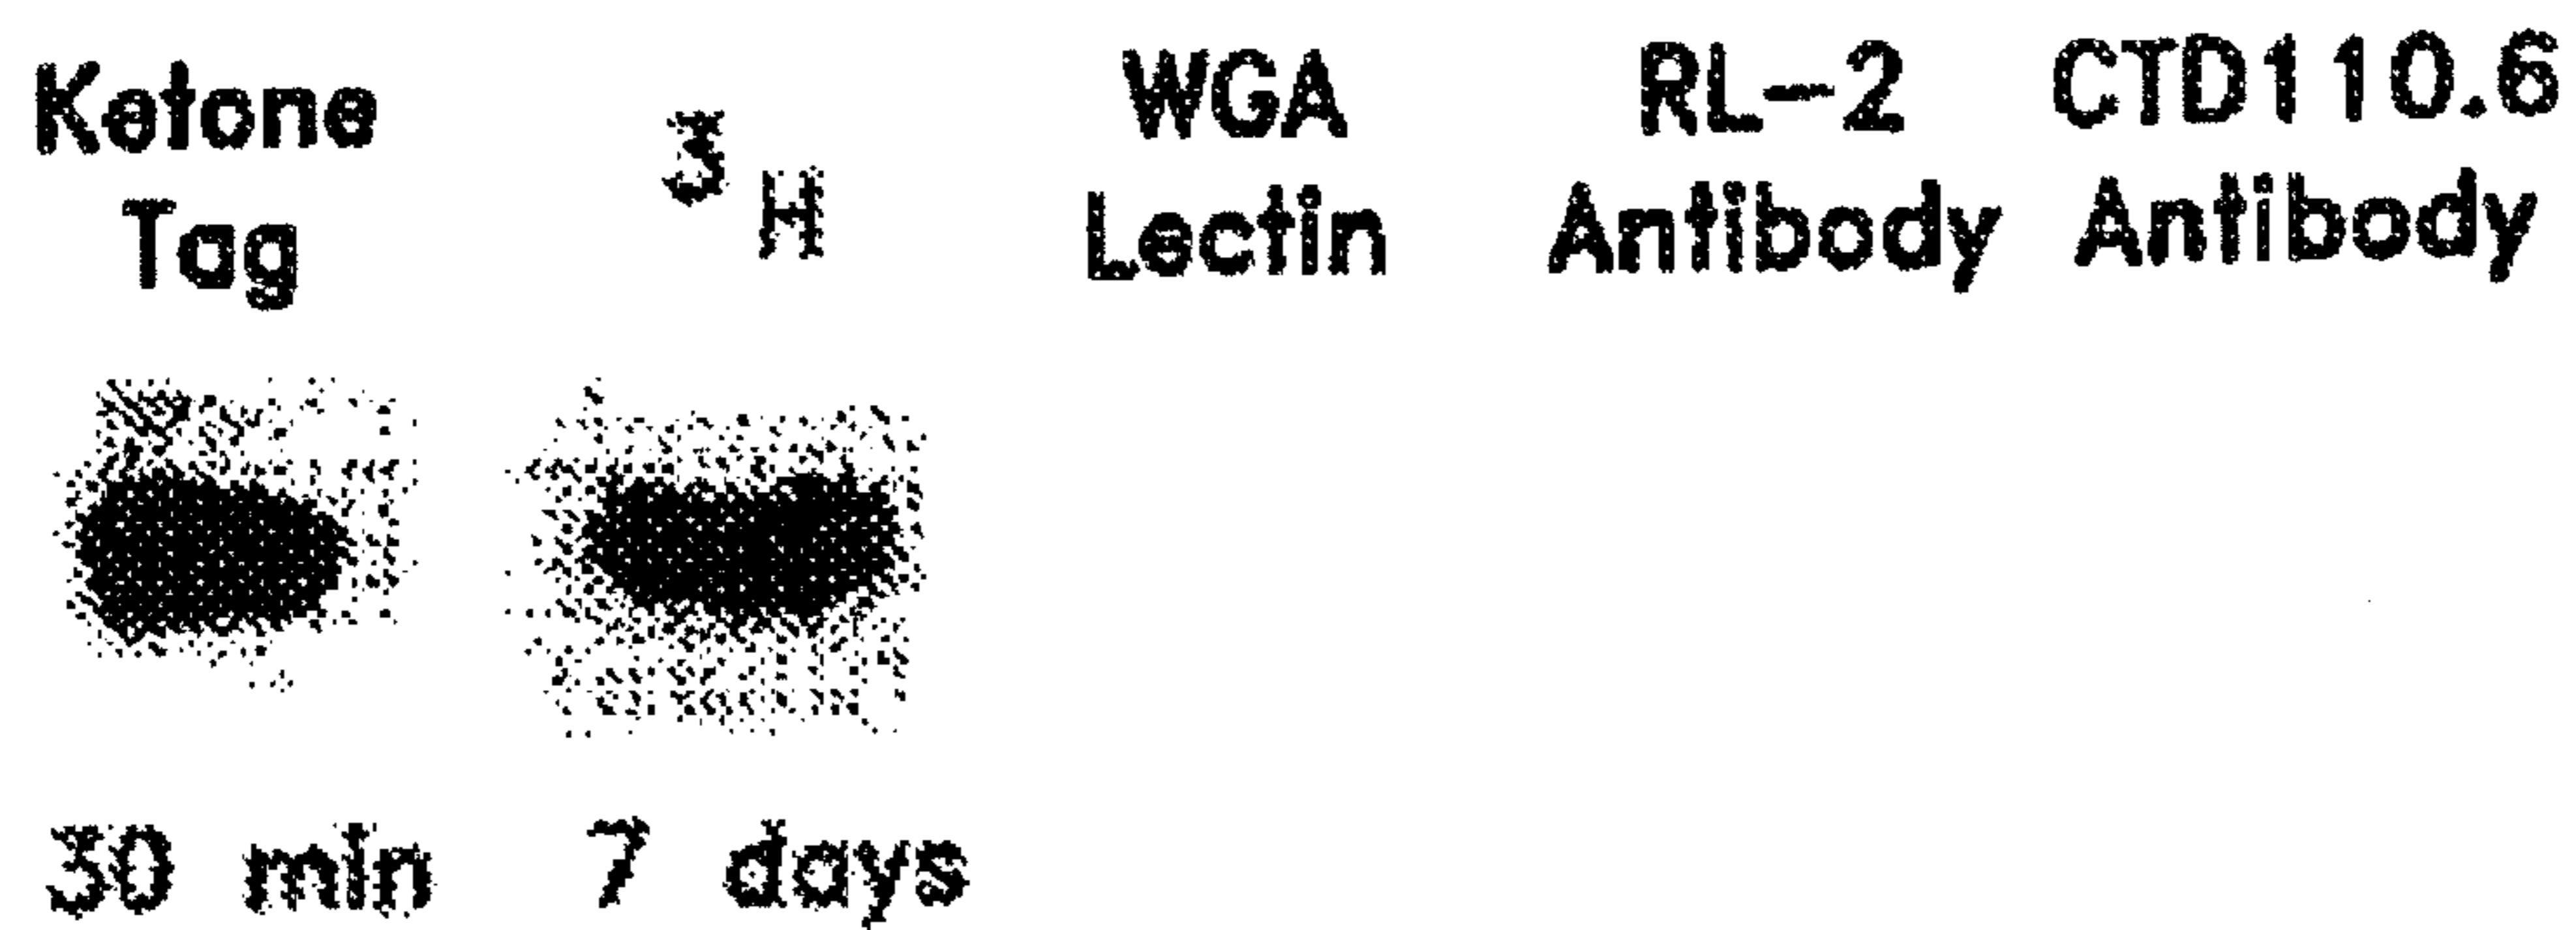 Ketone
Tag
3H
WGA
Lectin
RL-2
Antibody
CTD110.6
Antibody
30 min
7 days